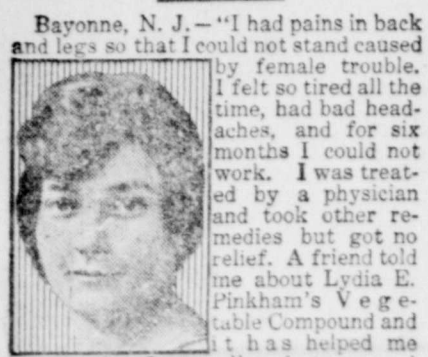 Bayonne, N. J.—"I had pains in back
and legs so that I could not stand caused
by female trouble.
I felt so tired all the
time, had bad head-
aches, and for six
months I could not
work. I was treat-
ed by a physician
and took other re-
medies but got no
relief. A friend told
me about Lydia E.
Pinkham's Vege-
table Compound and
it has helped me